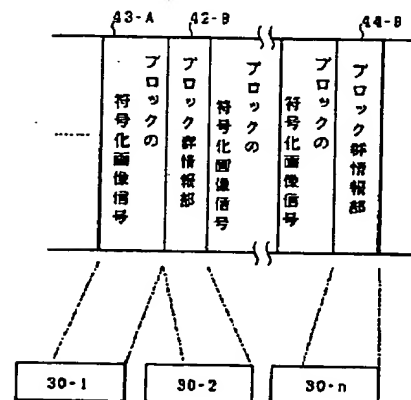 43-A
42-B
44-B
ブロックの
符号化画像信号
ブロック群情報部
ブロックの
符号化画像信号
ブロックの
符号化画像信号
ブロック群情報部
30-1
30-2
30-n